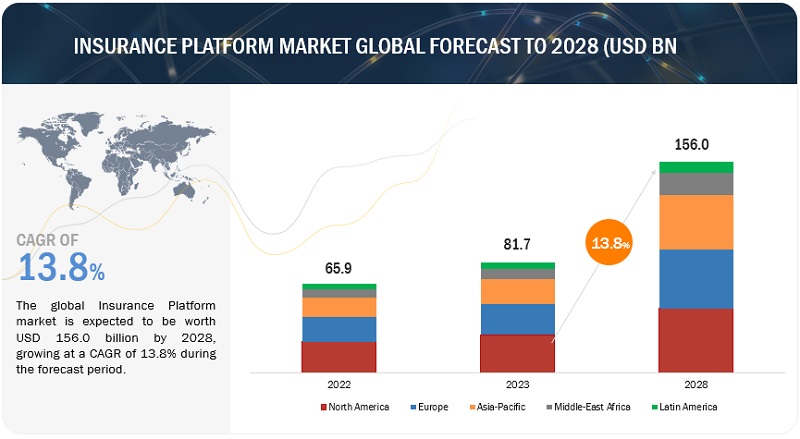 INSURANCE PLATFORM MARKET GLOBAL FORECAST TO 2028 (USD BN
CAGR OF
13.8%
The global Insurance Platform
market is expected to be worth
USD 156.0 billion by 2028,
growing at a CAGR of 13.8% during
the forecast period.
65.9
81.7
13.8%
156.0
2022
2023
2028
North America
Europe
Asia-Pacific
Middle-East Africa
Latin America